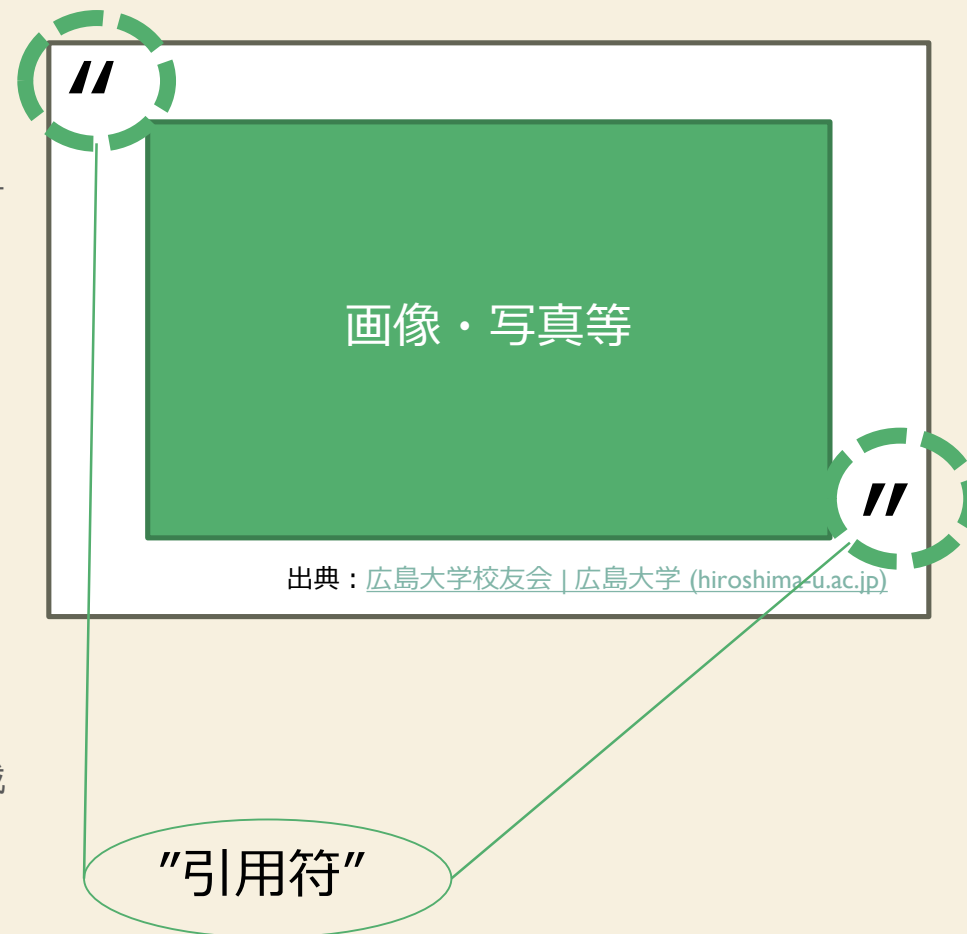 〃
画像・写真等
〃
出典：広島大学校友会 | 広島大学 (hiroshima-u.ac.jp)
”引用符”